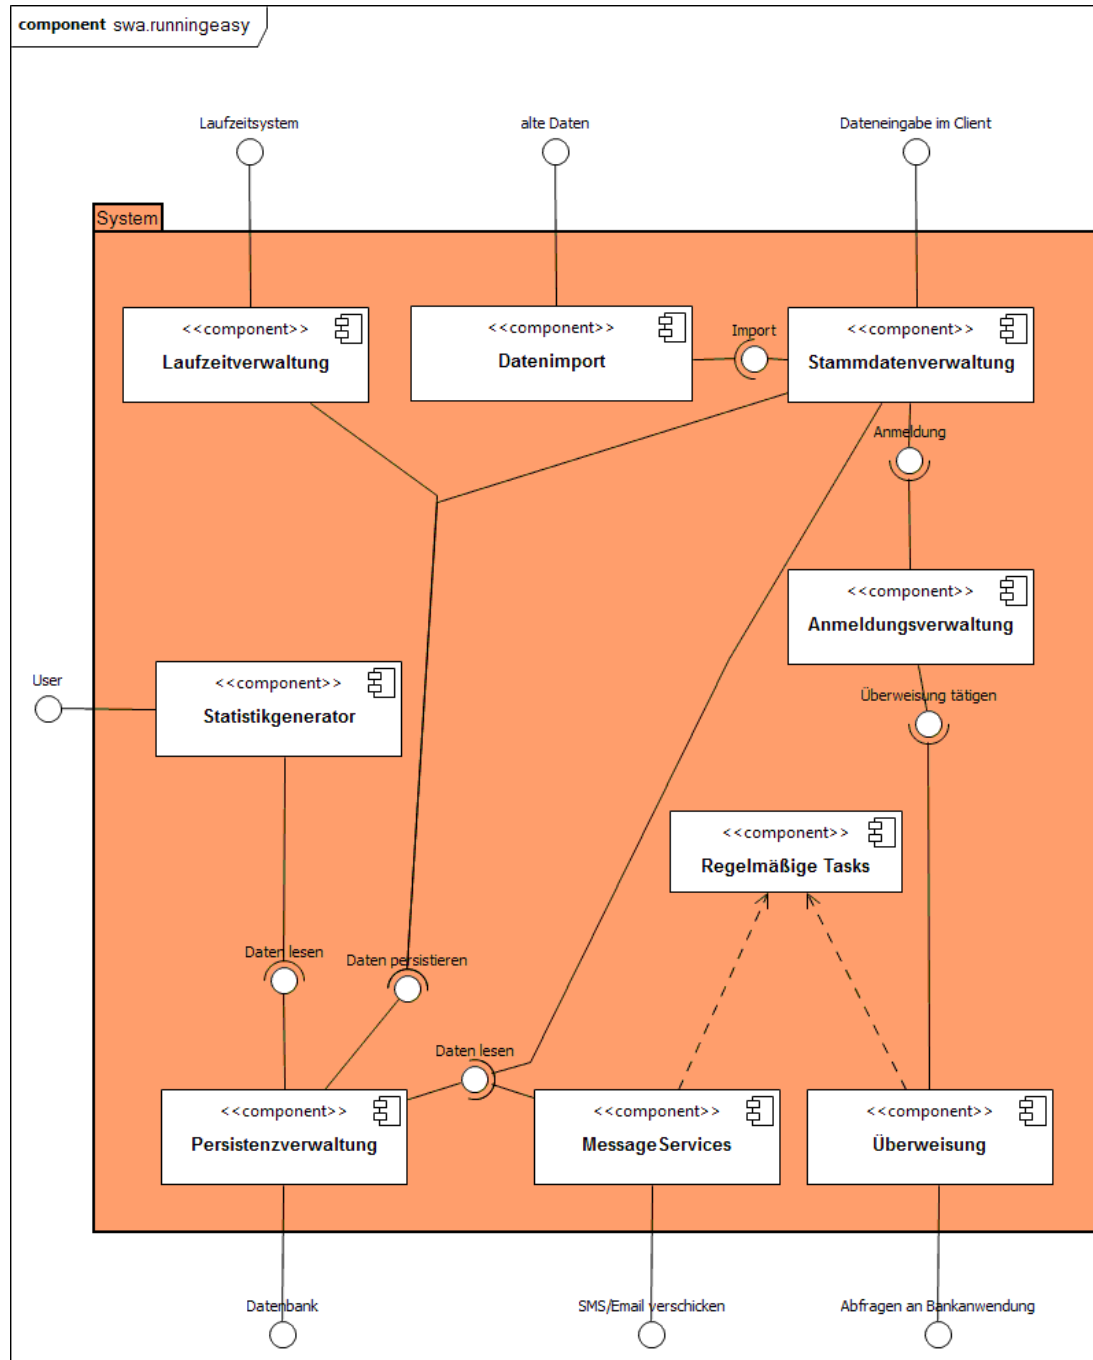 component swa.runningeasy
Laufzeitsystem
alte Daten
Dateneingabe im Client
System
<<component>>
Laufzeitverwaltung
<<component>>
Datenimport
Import
<<component>>
Stammdatenverwaltung
Anmeldung
<<component>>
Anmeldungsverwaltung
User
<<component>>
Statistikgenerator
Überweisung tätigen
<<component>>
Regelmäßige Tasks
Daten lesen
Daten persistieren
Daten lesen
<<component>>
Persistenzverwaltung
<<component>>
MessageServices
<<component>>
Überweisung
Datenbank
SMS/Email verschicken
Abfragen an Bankanwendung